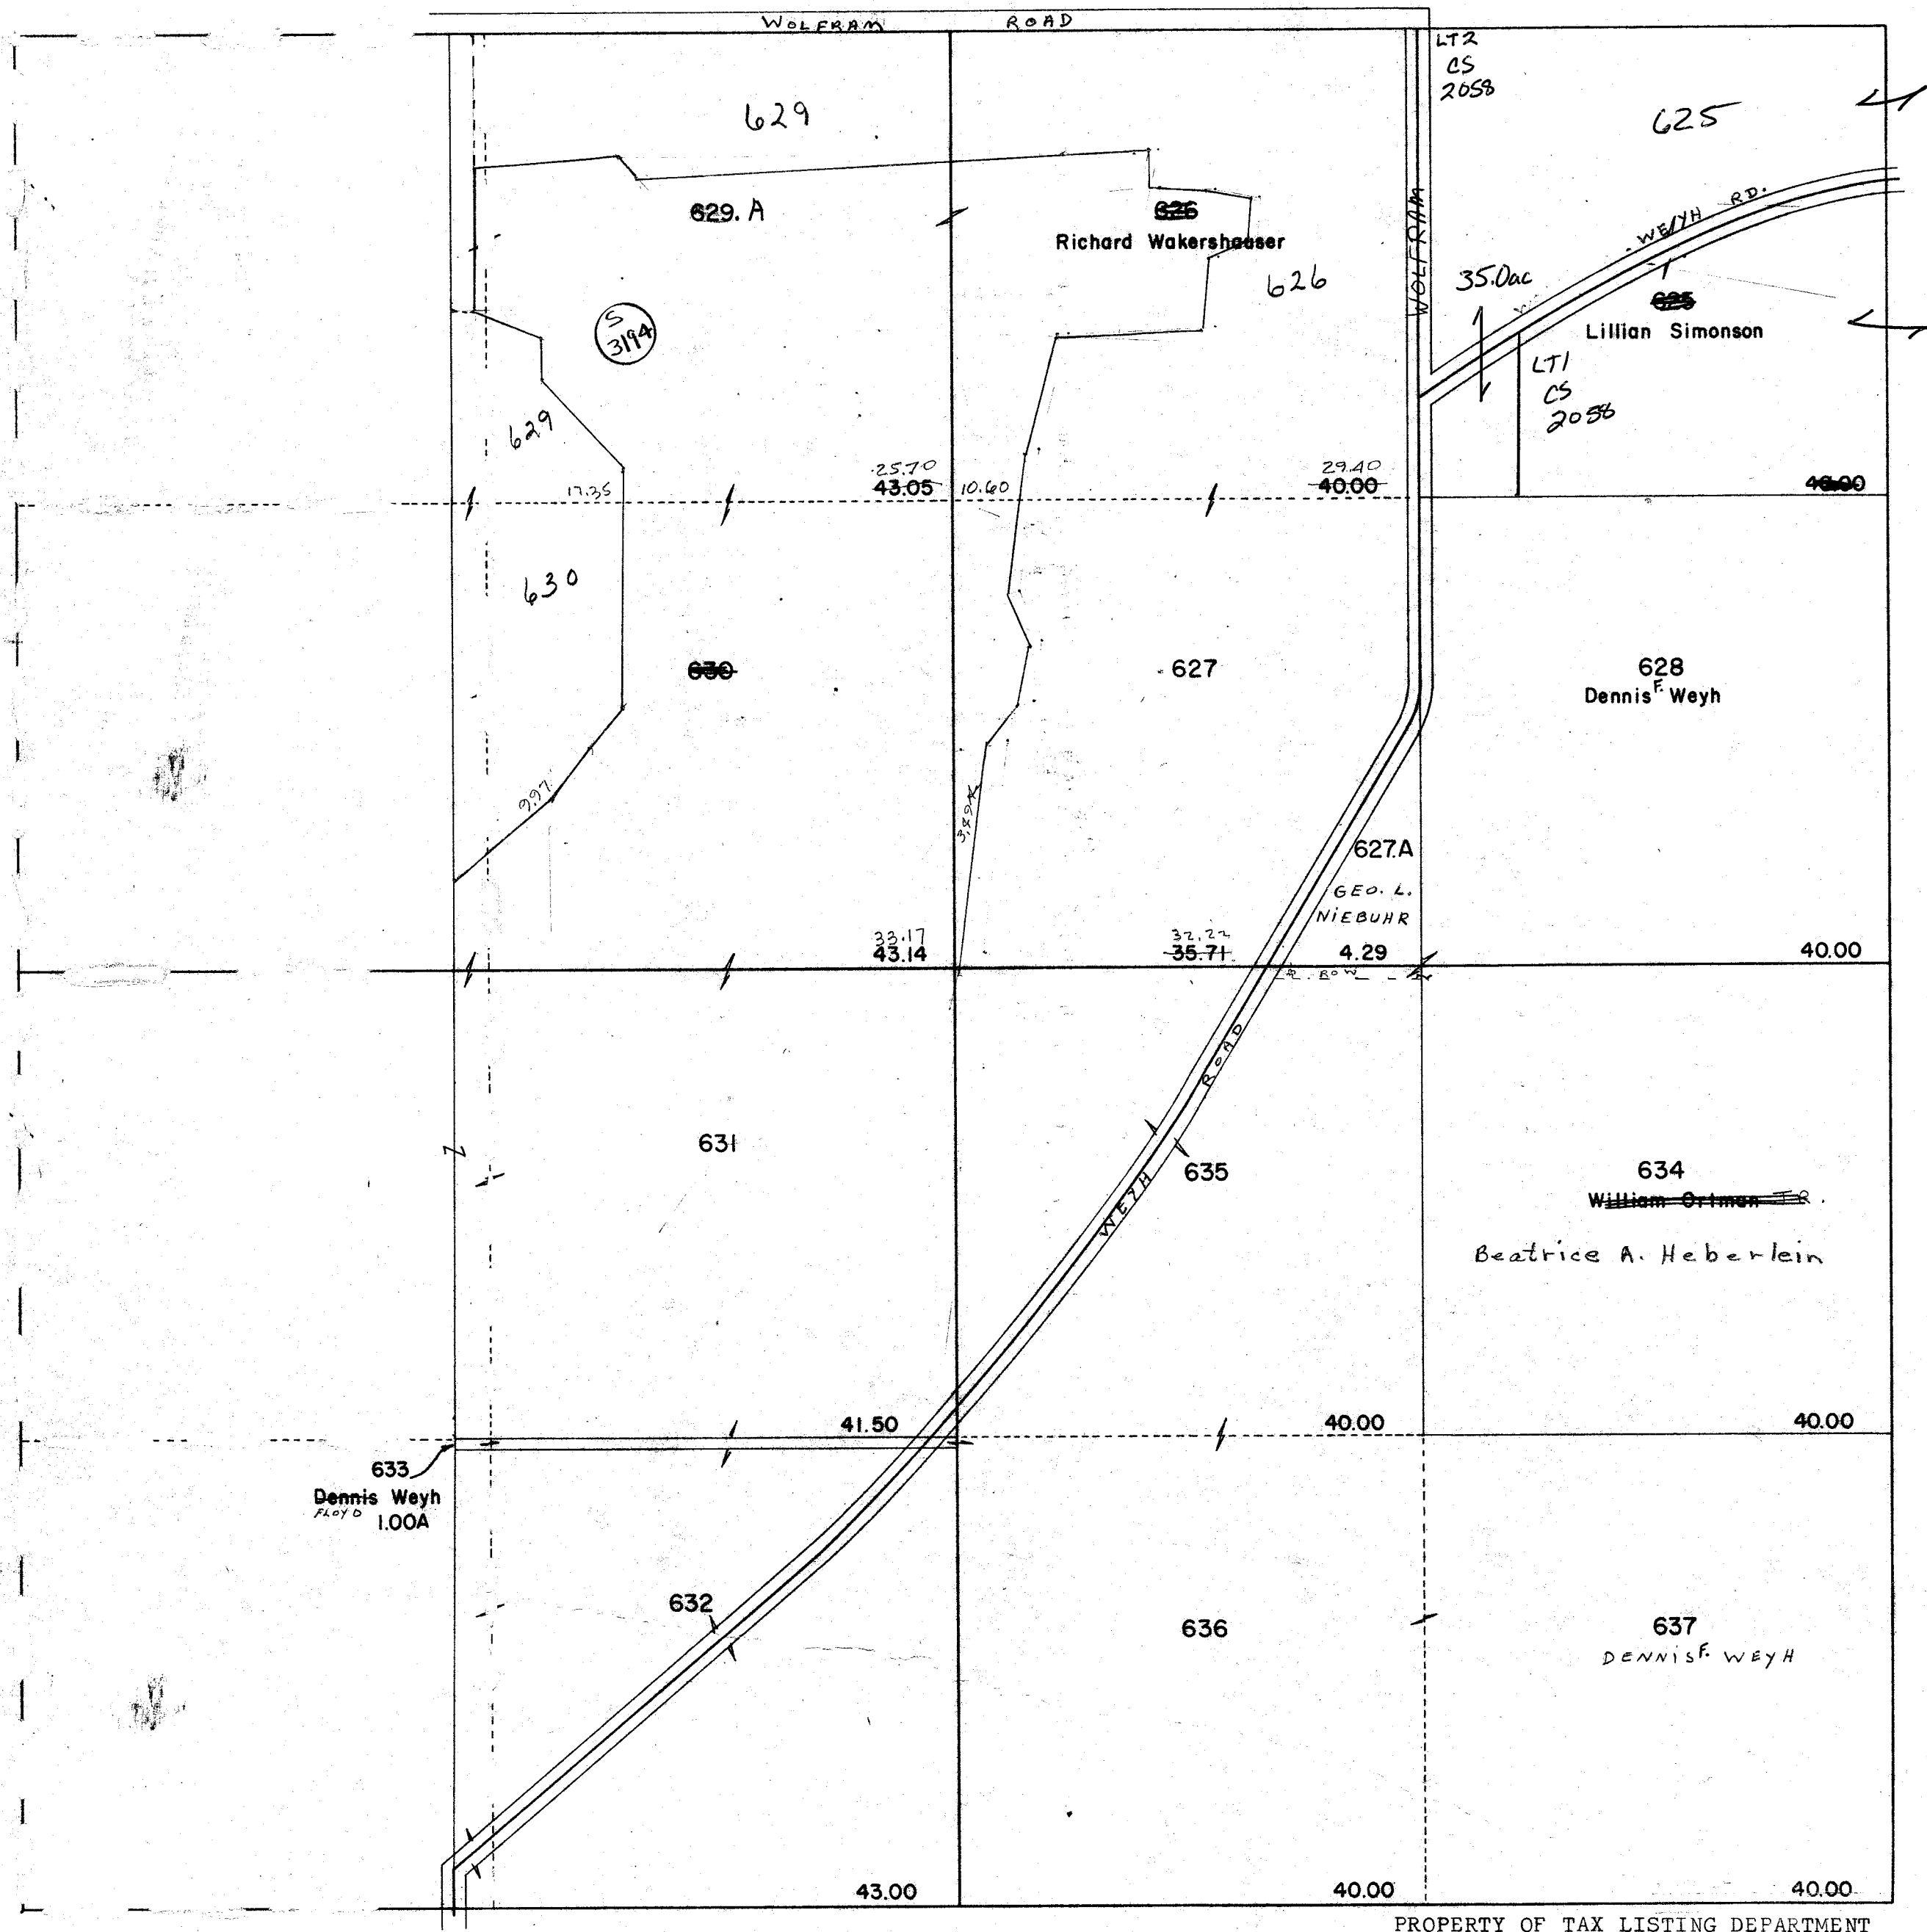 WOLFRAM ROAD
LT2
CS
2058
629
625
629. A
626
Richard Wakershauser
WOLFRAM
WEYH RD.
626
35.0ac
625
Lillian Simonson
S
3194
LT1
CS
2058
629
25.70
29.40
17.35
43.05
10.60
40.00
40.00
630
630
627
628
Dennis F. Weyh
9.97
627.A
GEO. L.
NIEBUHR
33.17
32.22
43.14
35.71
4.29
40.00
R. ROW
WEYH ROAD
631
635
634
William Ortman TR.
Beatrice A. Heberlein
41.50
40.00
40.00
633
Dennis Weyh
FLOYD 1.00A
632
636
637
DENNIS F. WEYH
43.00
40.00
40.00
PROPERTY OF TAX LISTING DEPARTMENT